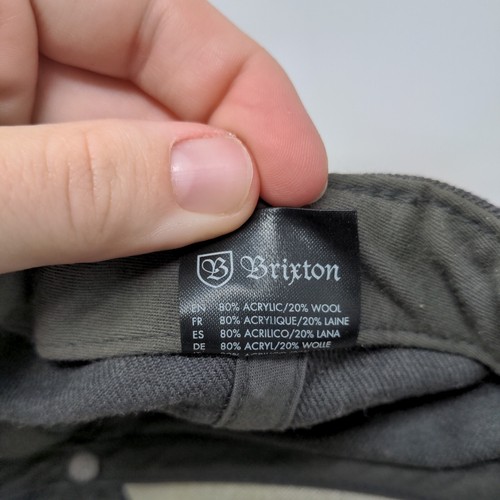 B Brixton
EN 80% ACRYLIC/20% WOOL
FR 80% ACRYLIQUE/20% LAINE
ES 80% ACRILICO/20% LANA
DE 80% ACRYL/20% WOLLE